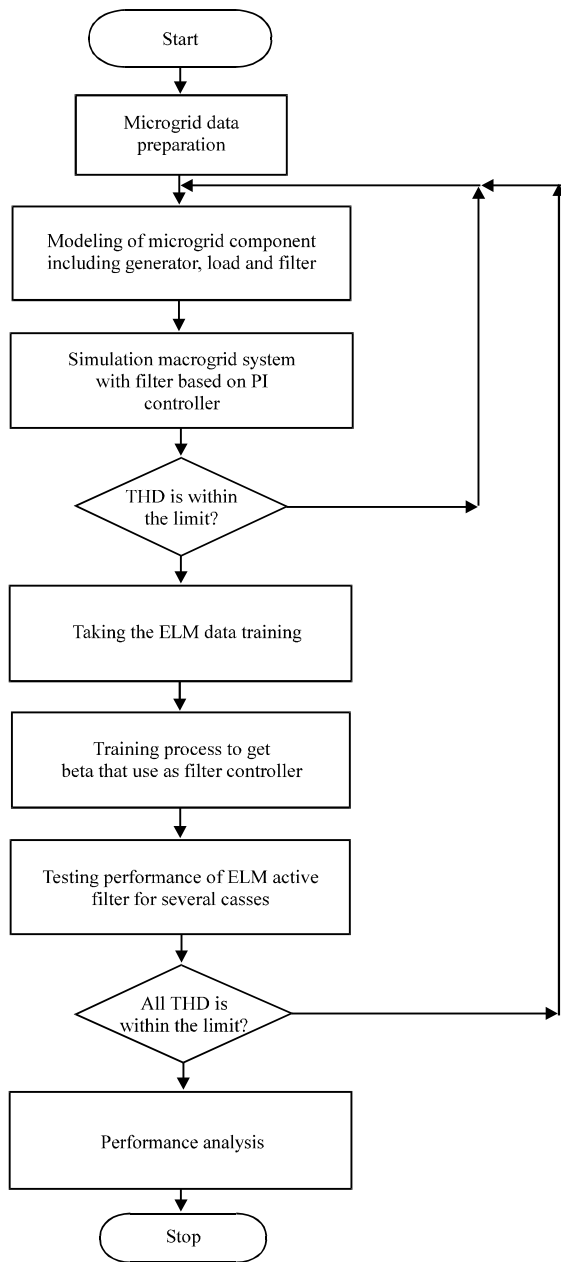 Start
Microgrid data
preparation
Modeling of microgrid component
including generator, load and filter
Simulation macrogrid system
with filter based on PI
controller
THD is within
the limit?
Taking the ELM data training
Training process to get
beta that use as filter controller
Testing performance of ELM active
filter for several casses
All THD is
within the limit?
Performance analysis
Stop